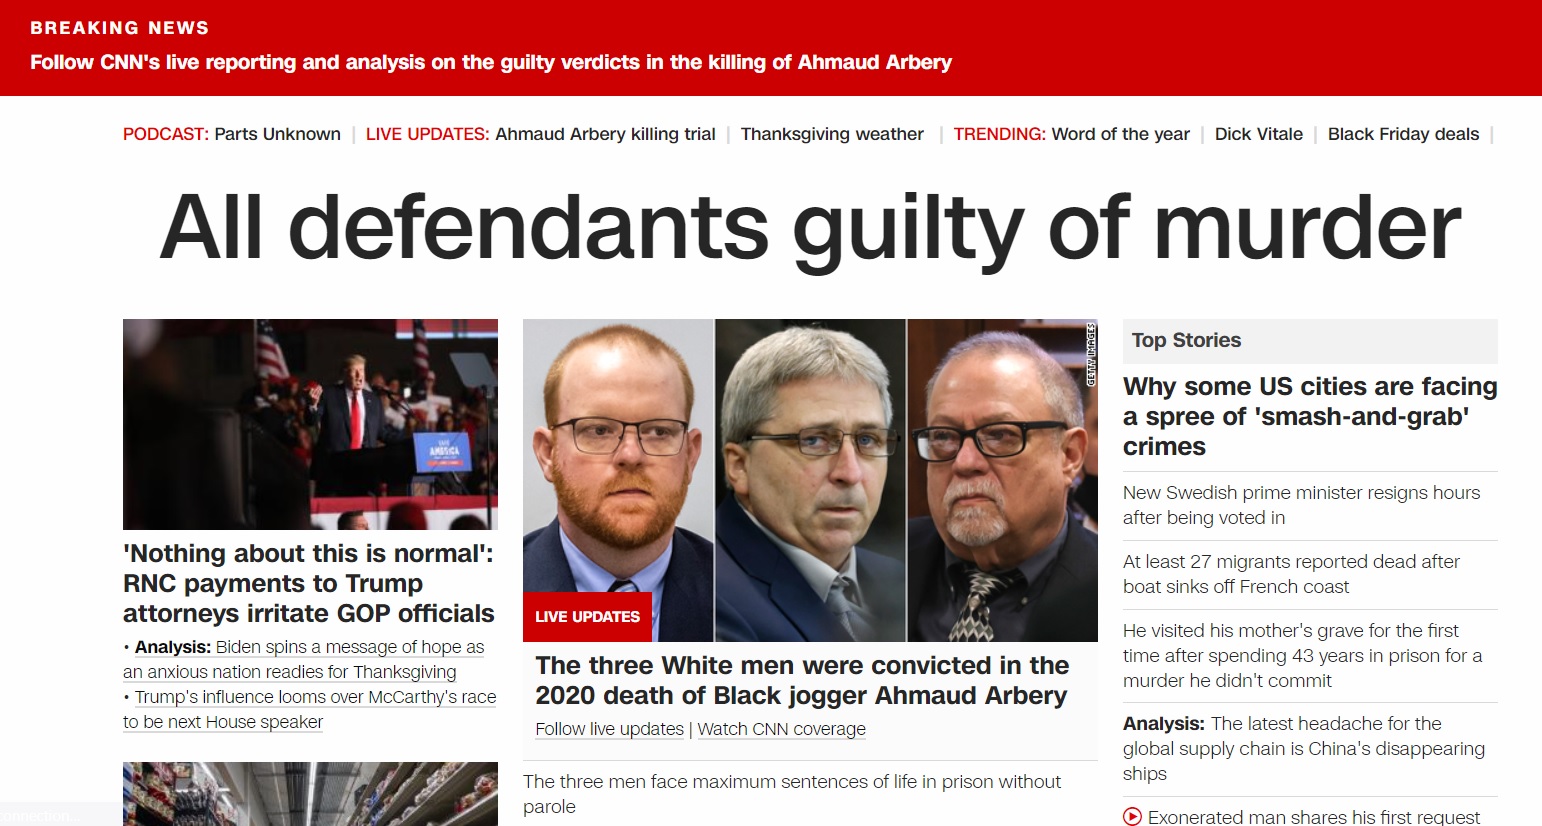 BREAKING NEWS
Follow CNN's live reporting and analysis on the guilty verdicts in the killing of Ahmaud Arbery
PODCAST: Parts Unknown | LIVE UPDATES: Ahmaud Arbery killing trial | Thanksgiving weather | TRENDING: Word of the year | Dick Vitale | Black Friday deals |
All defendants guilty of murder
'Nothing about this is normal':
RNC payments to Trump
attorneys irritate GOP officials
• Analysis: Biden spins a message of hope as
an anxious nation readies for Thanksgiving
• Trump's influence looms over McCarthy's race
to be next House speaker
GETTY IMAGES
LIVE UPDATES
The three White men were convicted in the
2020 death of Black jogger Ahmaud Arbery
Follow live updates | Watch CNN coverage
The three men face maximum sentences of life in prison without
parole
Top Stories
Why some US cities are facing
a spree of 'smash-and-grab'
crimes
New Swedish prime minister resigns hours
after being voted in
At least 27 migrants reported dead after
boat sinks off French coast
He visited his mother's grave for the first
time after spending 43 years in prison for a
murder he didn't commit
Analysis: The latest headache for the
global supply chain is China's disappearing
ships
Exonerated man shares his first request